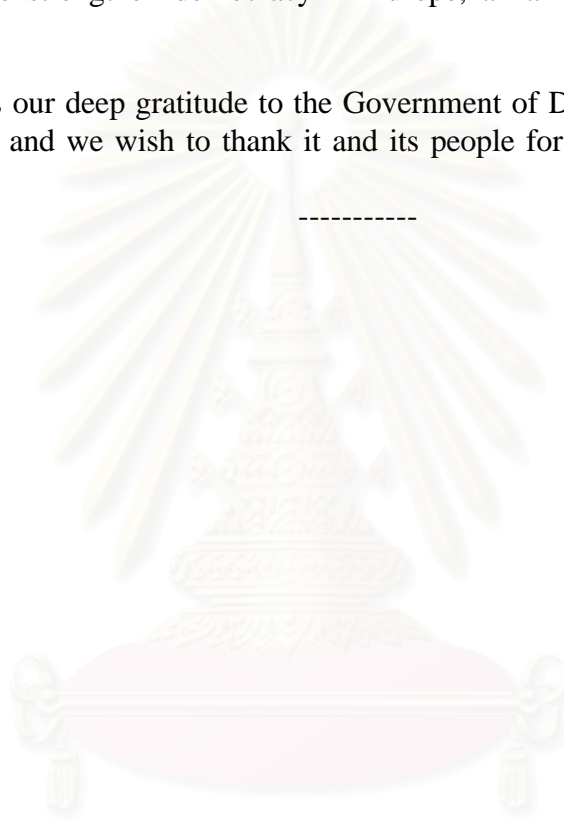 our deep gratitude to the Government of
and we wish to thank it and its people for
-----------